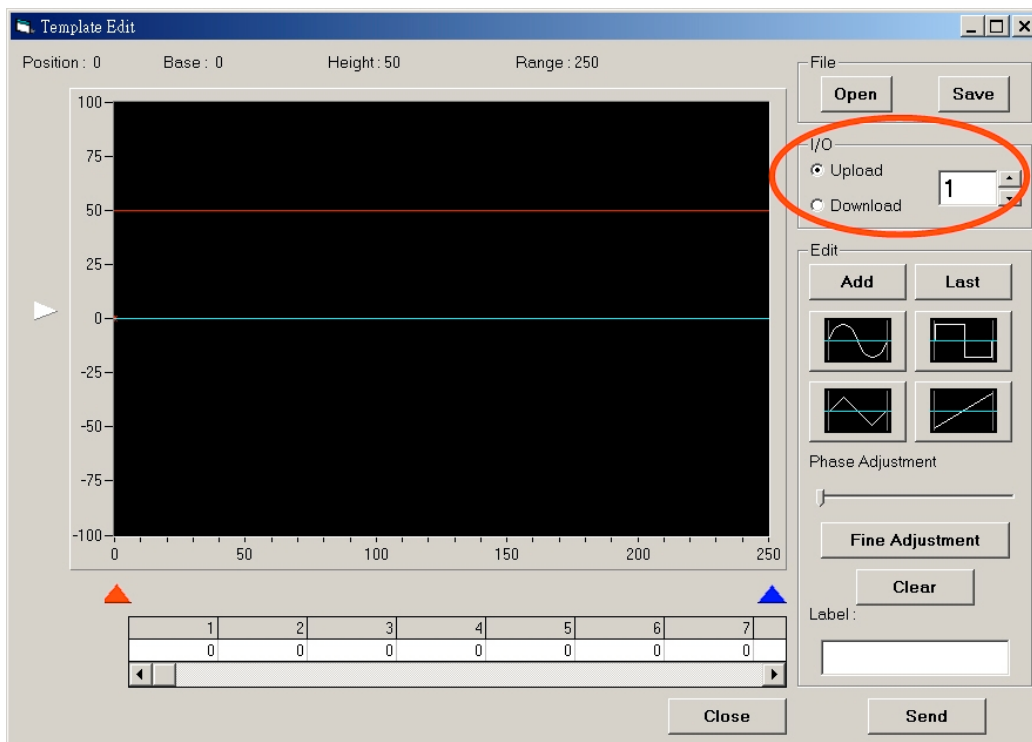 Template Edit
Position : 0 Base : 0 Height : 50 Range : 250
File
Open Save
I/O
Upload
Download
1
Edit
Add Last
Phase Adjustment
Fine Adjustment
Clear
Label :
100
75
50
25
0
-25
-50
-75
-100
0 50 100 150 200 250
1 2 3 4 5 6 7
0 0 0 0 0 0 0
Close Send